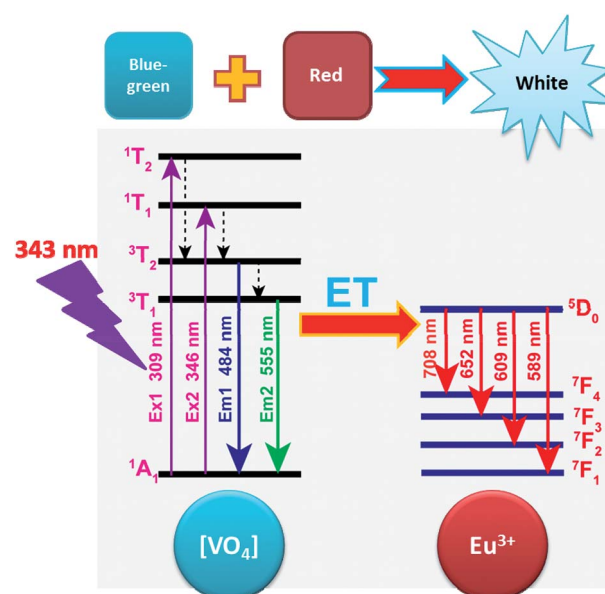 Blue-
green
Red
White
¹T₂
¹T₁
³T₂
³T₁
¹A₁
343 nm
Ex1 309 nm
Ex2 346 nm
Em1 484 nm
Em2 555 nm
ET
708 nm
652 nm
609 nm
589 nm
⁵D₀
⁷F₄
⁷F₃
⁷F₂
⁷F₁
[VO₄]
Eu³⁺